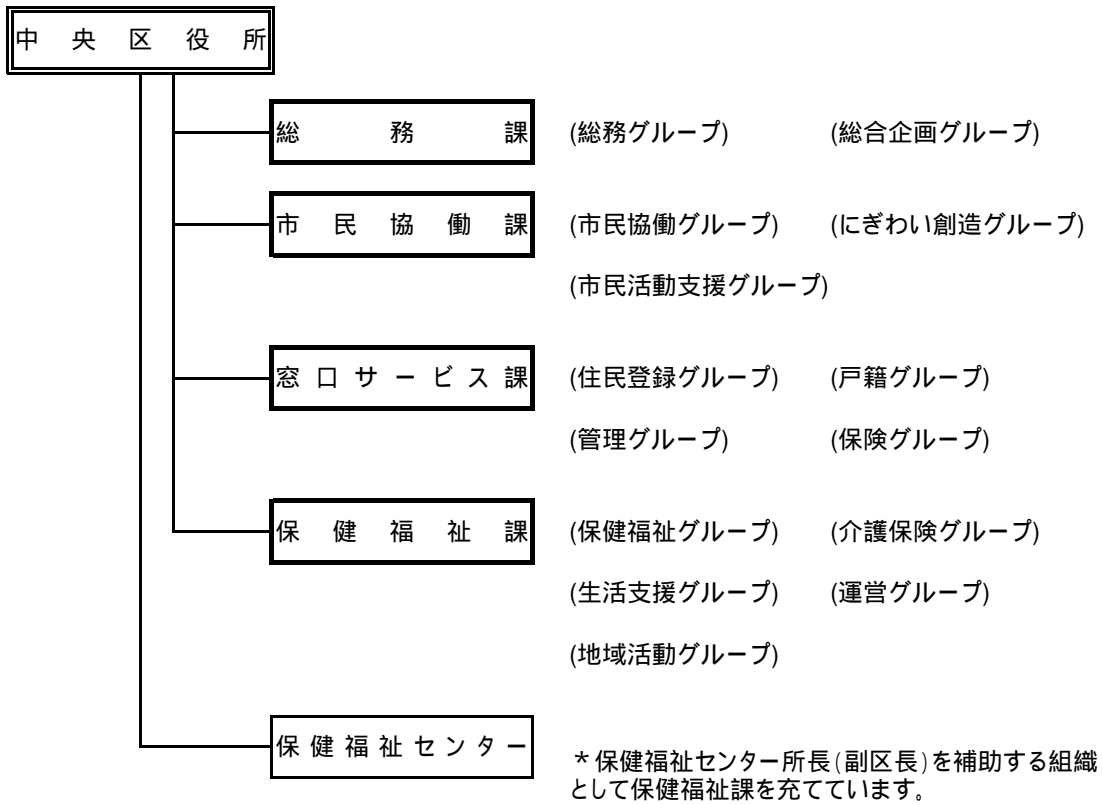 中央区役所
総務課 (総務グループ) (総合企画グループ)
市民協働課 (市民協働グループ) (にぎわい創造グループ)
(市民活動支援グループ)
窓口サービス課 (住民登録グループ) (戸籍グループ)
(管理グループ) (保険グループ)
保健福祉課 (保健福祉グループ) (介護保険グループ)
(生活支援グループ) (運営グループ)
(地域活動グループ)
保健福祉センター
*保健福祉センター所長(副区長)を補助する組織
として保健福祉課を充てています。